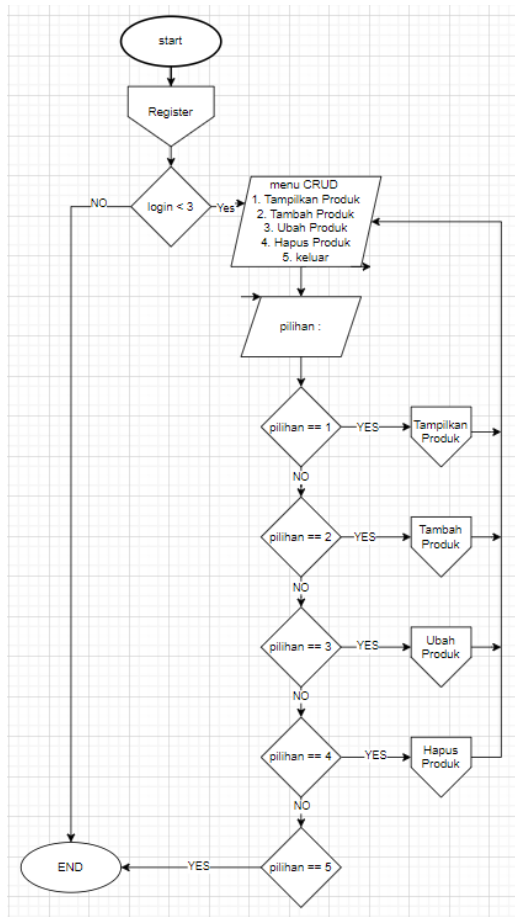 start
Register
login < 3
NO
Yes
menu CRUD
1. Tampilkan Produk
2. Tambah Produk
3. Ubah Produk
4. Hapus Produk
5. keluar
pilihan :
pilihan == 1
YES
Tampilkan
Produk
NO
pilihan == 2
YES
Tambah
Produk
NO
pilihan == 3
YES
Ubah
Produk
NO
pilihan == 4
YES
Hapus
Produk
NO
pilihan == 5
YES
END